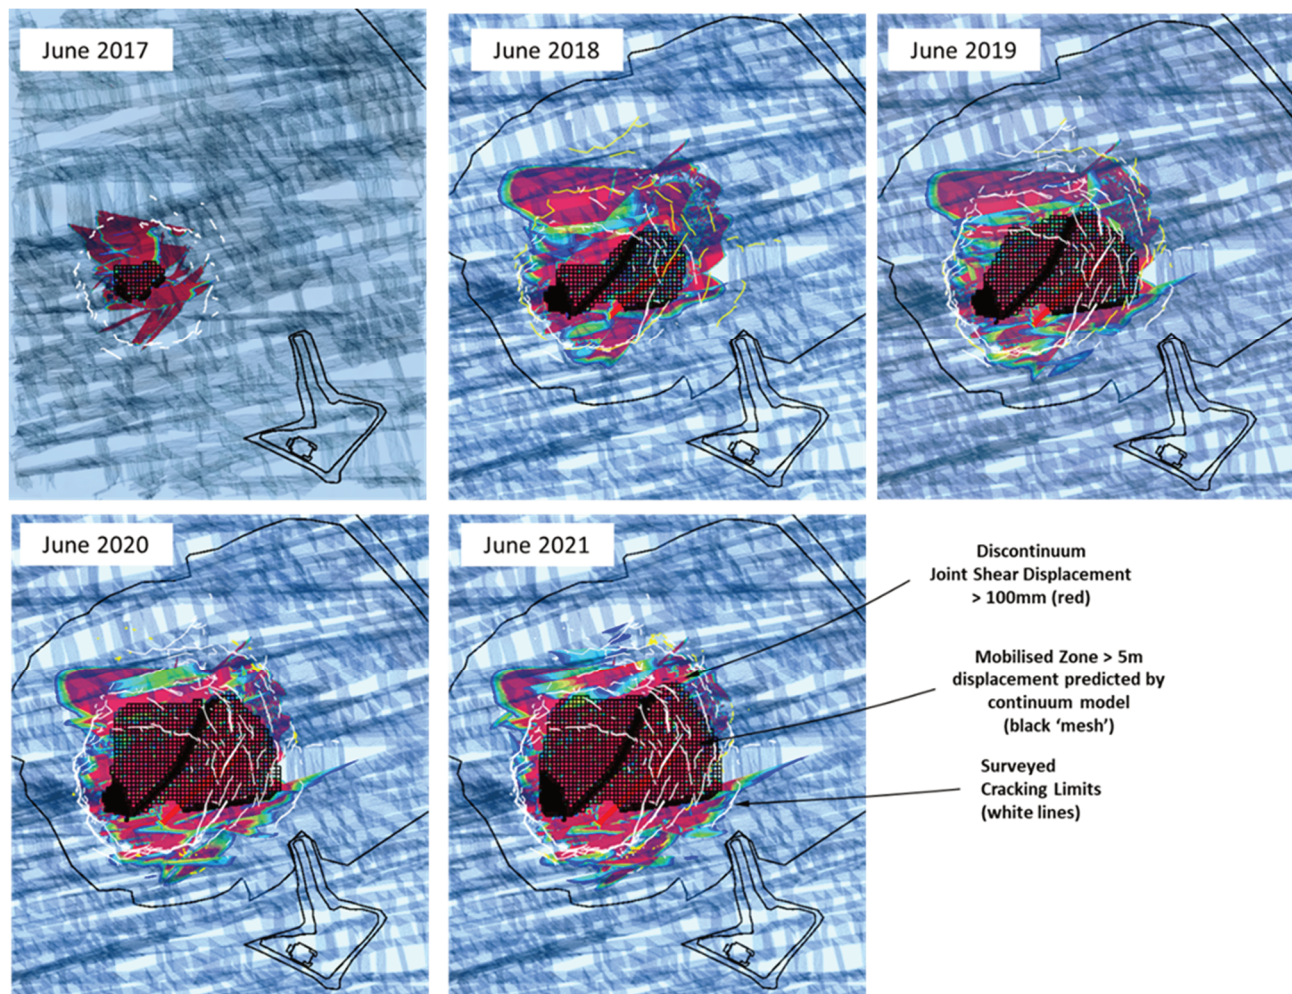 June 2017
June 2018
June 2019
June 2020
June 2021
Discontinuum
Joint Shear Displacement
> 100mm (red)
Mobilised Zone > 5m
displacement predicted by
continuum model
(black ‘mesh’)
Surveyed
Cracking Limits
(white lines)